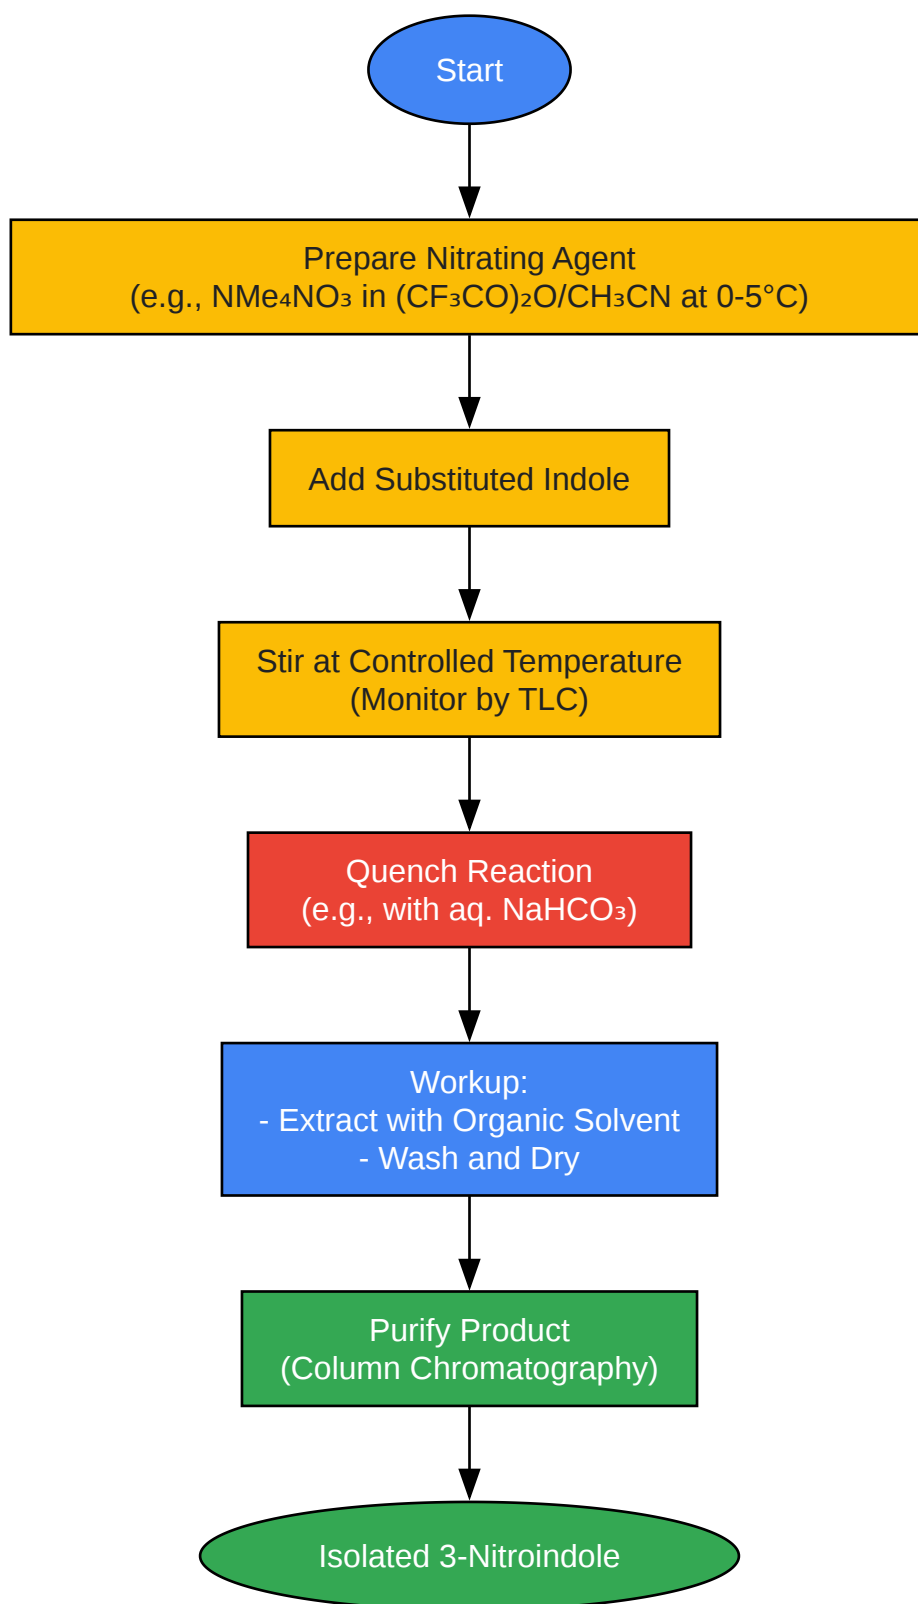 Start
Prepare Nitrating Agent
(e.g., NMe₄NO₃ in (CF₃CO)₂O/CH₃CN at 0-5°C)
Add Substituted Indole
Stir at Controlled Temperature
(Monitor by TLC)
Quench Reaction
(e.g., with aq. NaHCO₃)
Workup:
- Extract with Organic Solvent
- Wash and Dry
Purify Product
(Column Chromatography)
Isolated 3-Nitroindole